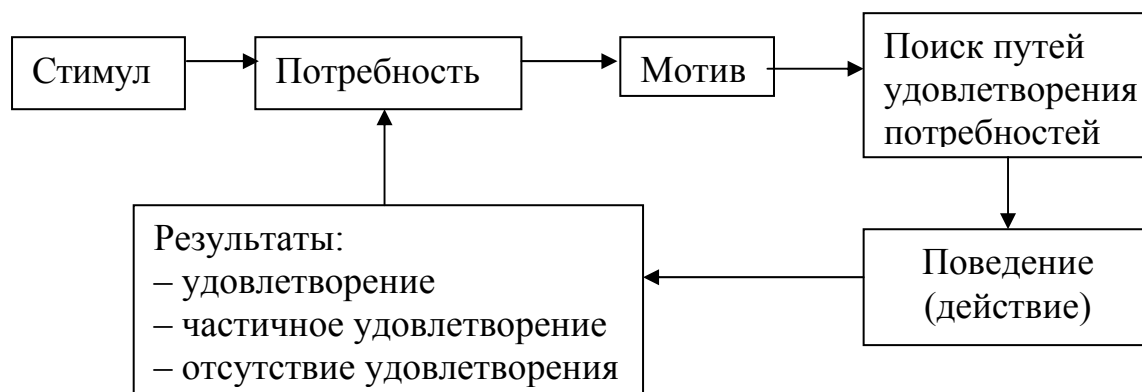 Стимул
Потребность
Мотив
Поиск путей
удовлетворения
потребностей
Поведение
(действие)
Результаты:
– удовлетворение
– частичное удовлетворение
– отсутствие удовлетворения